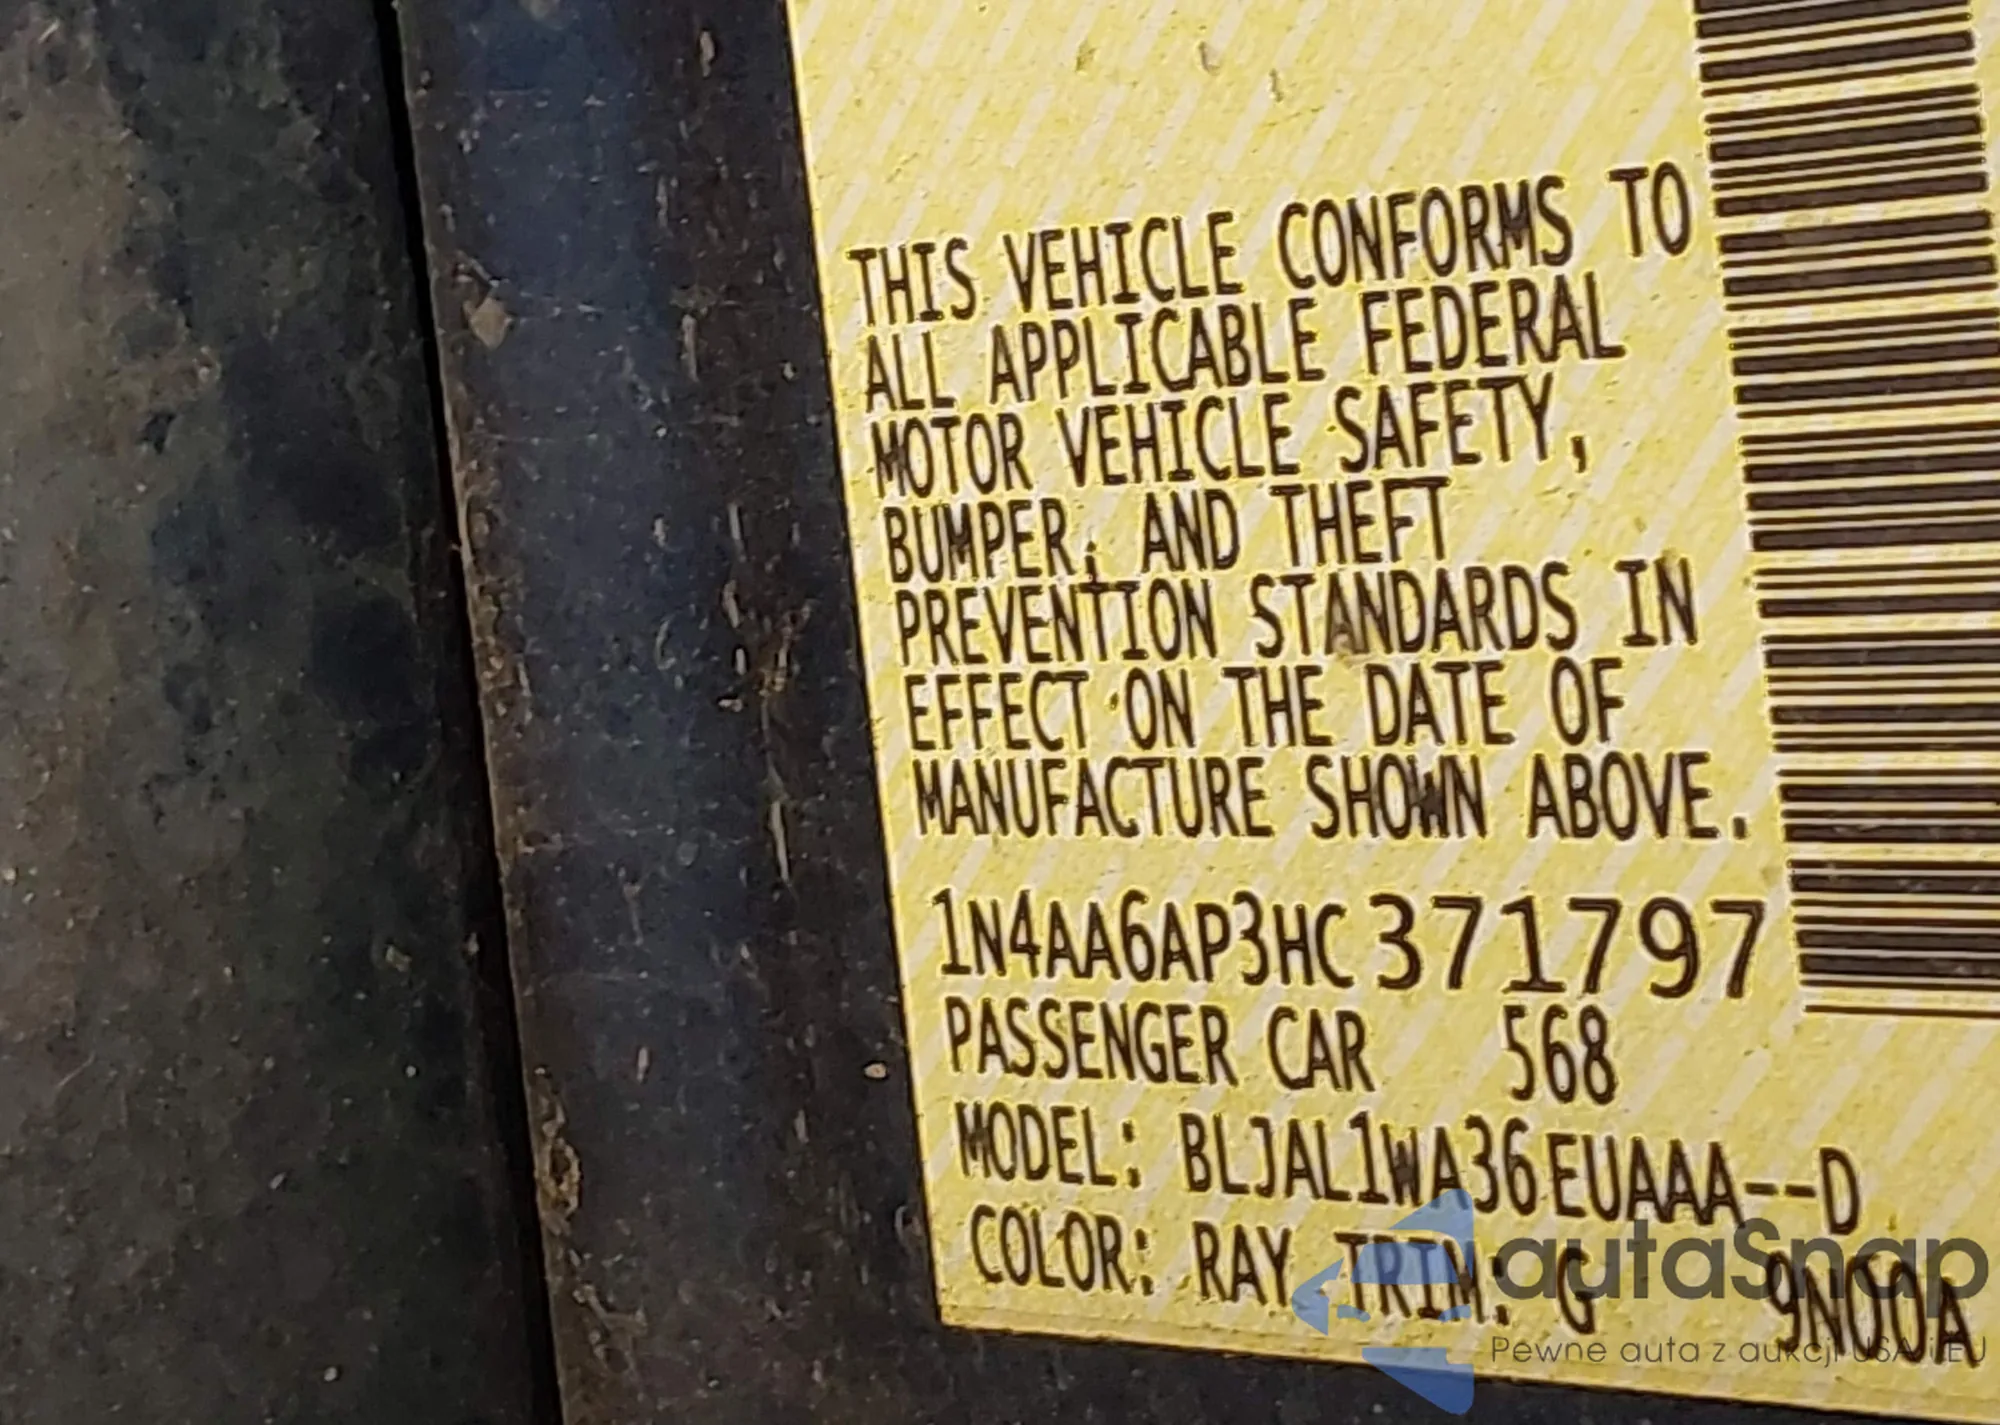 THIS VEHICLE CONFORMS TO
ALL APPLICABLE FEDERAL
MOTOR VEHICLE SAFETY,
BUMPER, AND THEFT
PREVENTION STANDARDS IN
EFFECT ON THE DATE OF
MANUFACTURE SHOWN ABOVE.
1N4AA6AP3HC371797
PASSENGER CAR 568
MODEL: BLJAL1WA36EUAAA--D
COLOR: RAY TRIM: G 9N00A
autaSnap
Pewne auta z aukcji USA i EU